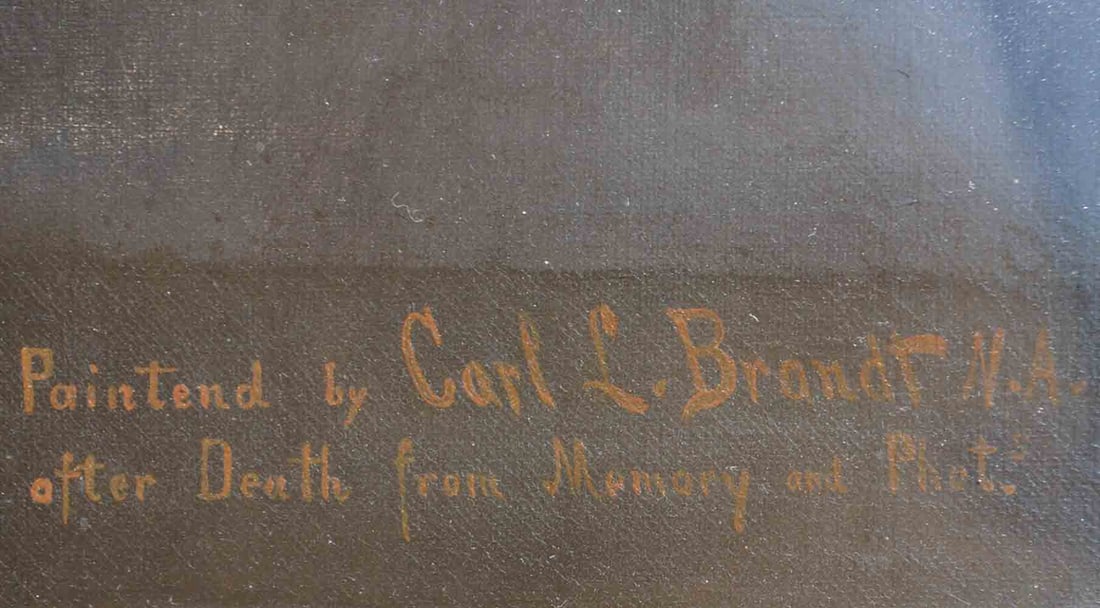 Paintend by Carl L. Brandt N.A.
after Death from Memory and Phot.s